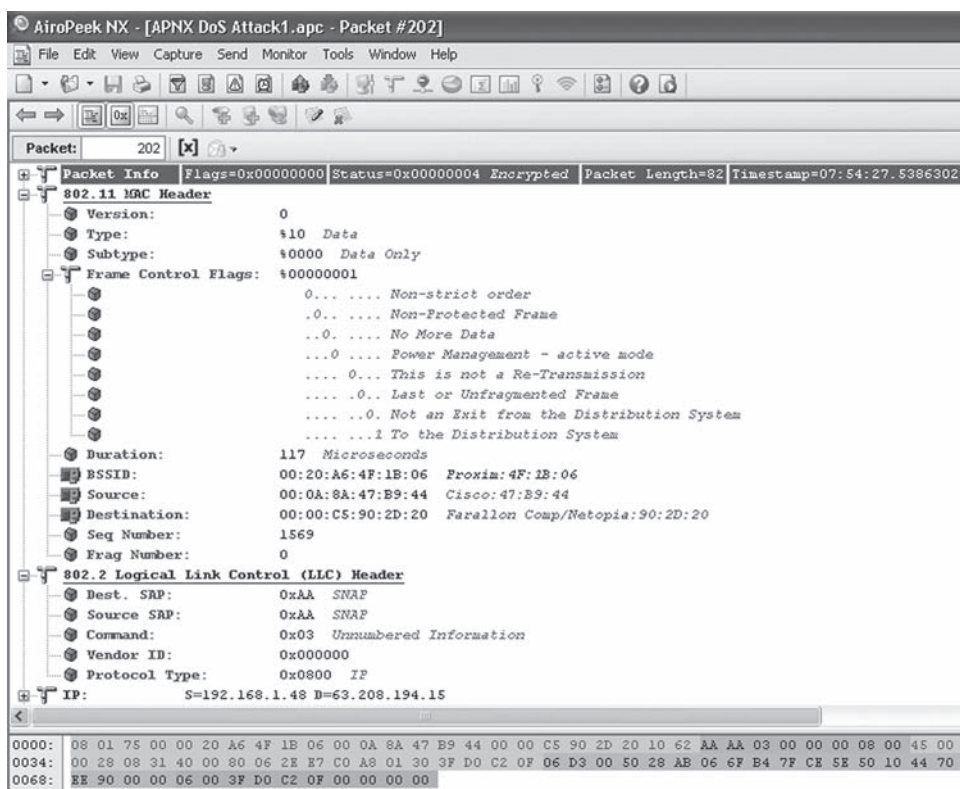 AiroPeek NX - [APNX DoS Attack1.apc - Packet #202]
File Edit View Capture Send Monitor Tools Window Help
Packet: 202 [x]
Packet Info Flags=0x00000000 Status=0x00000004 Encrypted Packet Length=82 Timestamp=07:54:27.5386302
802.11 MAC Header
Version: 0
Type: %10 Data
Subtype: %0000 Data Only
Frame Control Flags: %00000001
0... .... Non-strict order
.0.. .... Non-Protected Frame
..0. .... No More Data
...0 .... Power Management - active mode
.... 0... This is not a Re-Transmission
.... .0.. Last or Unfragmented Frame
.... ..0. Not an Exit from the Distribution System
.... ...1 To the Distribution System
Duration: 117 Microseconds
BSSID: 00:20:A6:4F:1B:06 Proxim:4F:1B:06
Source: 00:0A:8A:47:B9:44 Cisco:47:B9:44
Destination: 00:00:C5:90:2D:20 Farallon Comp/Netopia:90:2D:20
Seq Number: 1569
Frag Number: 0
802.2 Logical Link Control (LLC) Header
Dest. SAP: 0xAA SNAP
Source SAP: 0xAA SNAP
Command: 0x03 Unnumbered Information
Vendor ID: 0x000000
Protocol Type: 0x0800 IP
IP: S=192.168.1.48 D=63.208.194.15
0000: 08 01 75 00 00 20 A6 4F 1B 06 00 0A 8A 47 B9 44 00 00 C5 90 2D 20 10 62 AA AA 03 00 00 00 08 00 45 00
0034: 00 28 08 31 40 00 80 06 2E E7 C0 A8 01 30 3F D0 C2 0F 06 D3 00 50 28 AB 06 6F B4 7F CE 5E 50 10 44 70
0068: EE 90 00 00 06 00 3F D0 C2 0F 00 00 00 00